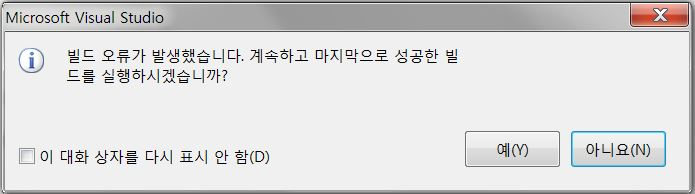 Microsoft Visual Studio
빌드 오류가 발생했습니다. 계속하고 마지막으로 성공한 빌
드를 실행하시겠습니까?
이 대화 상자를 다시 표시 안 함(D)
예(Y)
아니요(N)